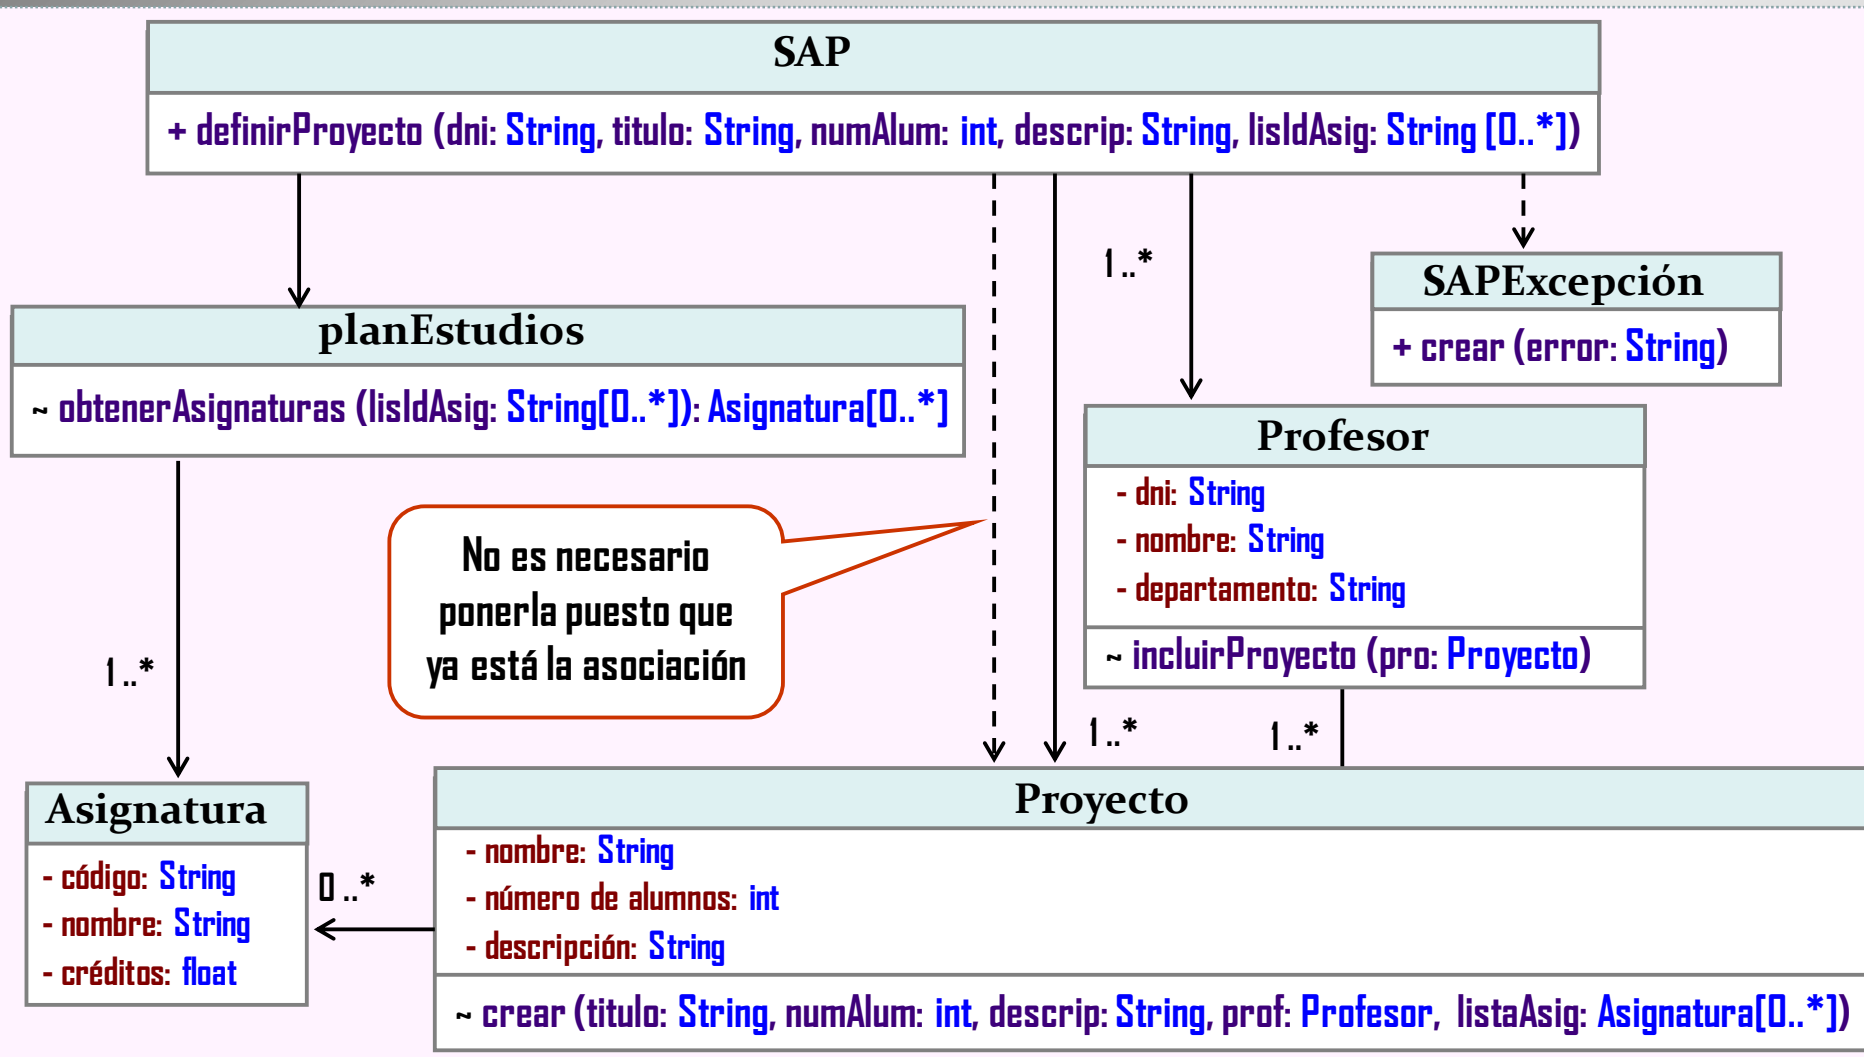 SAP
+ definirProyecto (dni: String, titulo: String, numAlum: int, descrip: String, lisIdAsig: String [0..*])
1..*
SAPExcepción
+ crear (error: String)
planEstudios
~ obtenerAsignaturas (lisIdAsig: String[0..*]): Asignatura[0..*]
Profesor
- dni: String
- nombre: String
- departamento: String
~ incluirProyecto (pro: Proyecto)
No es necesario
ponerla puesto que
ya está la asociación
1..*
1..*
1..*
Asignatura
- código: String
- nombre: String
- créditos: float
0..*
Proyecto
- nombre: String
- número de alumnos: int
- descripción: String
~ crear (titulo: String, numAlum: int, descrip: String, prof: Profesor, listaAsig: Asignatura[0..*])